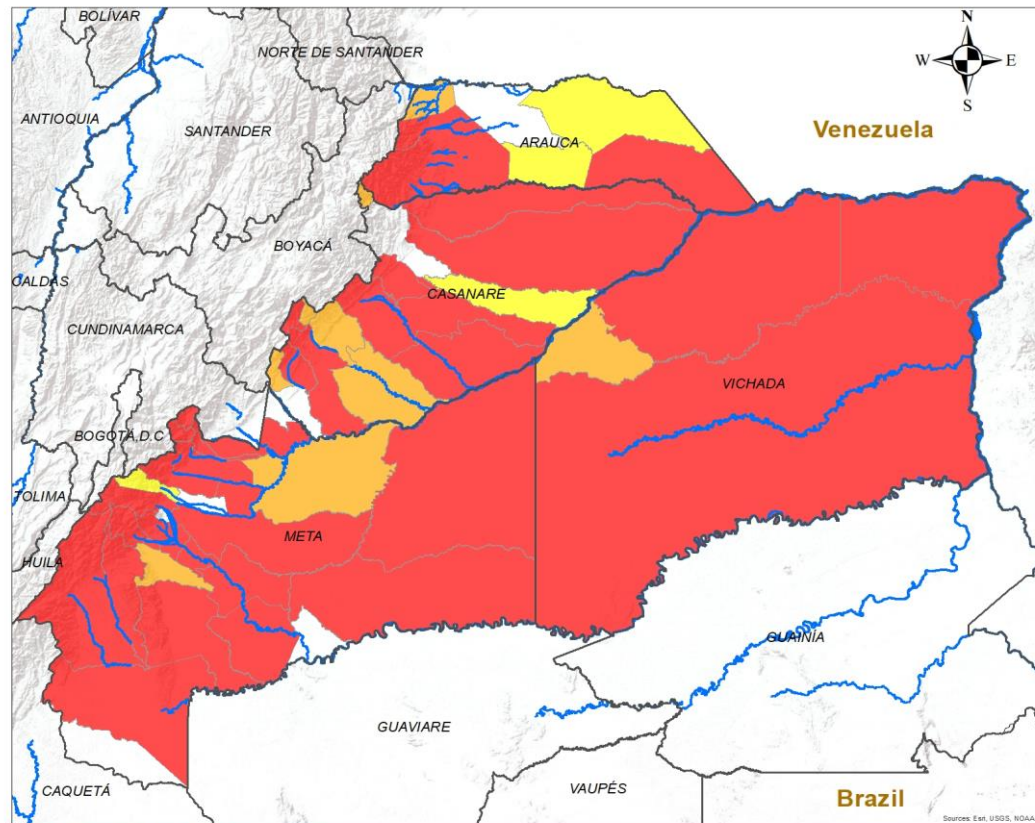 BOLÍVAR
N
NORTE DE SANTANDER
W
E
S
ANTIOQUIA
SANTANDER
Venezuela
ARAUCA
BOYACÁ
CALDAS
CASANARE
CUNDINAMARCA
VICHADA
BOGOTÁ,D.C
TOLIMA
META
HUILA
GUAINÍA
GUAVIARE
CAQUETÁ
VAUPÉS
Brazil
Sources: Esri, USGS, NOAA